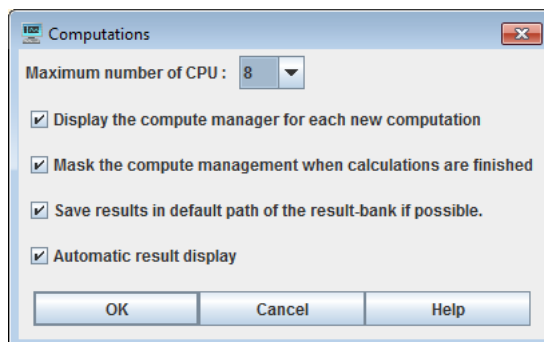 Computations
Maximum number of CPU : 8
Display the compute manager for each new computation
Mask the compute management when calculations are finished
Save results in default path of the result-bank if possible.
Automatic result display
OK Cancel Help